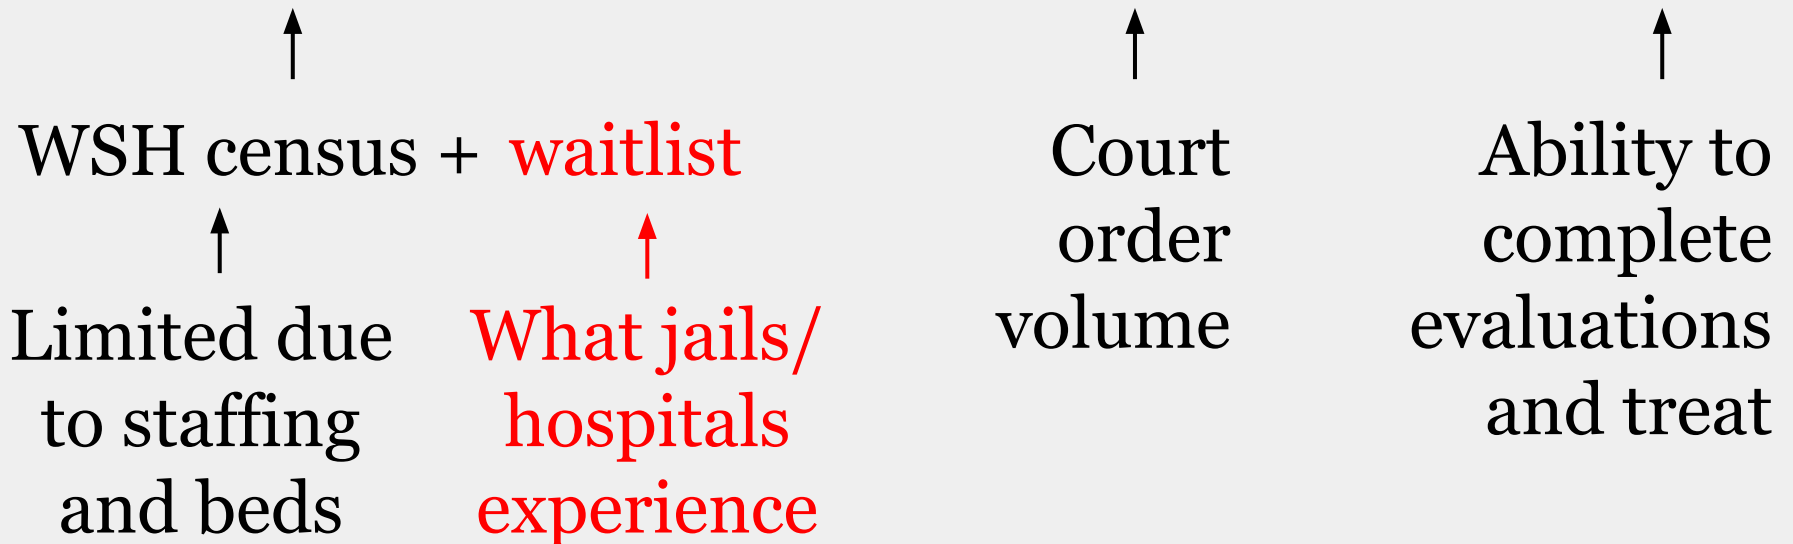 WSH census + waitlist
Limited due
to staffing
and beds
What jails/
hospitals
experience
Court
order
volume
Ability to
complete
evaluations
and treat